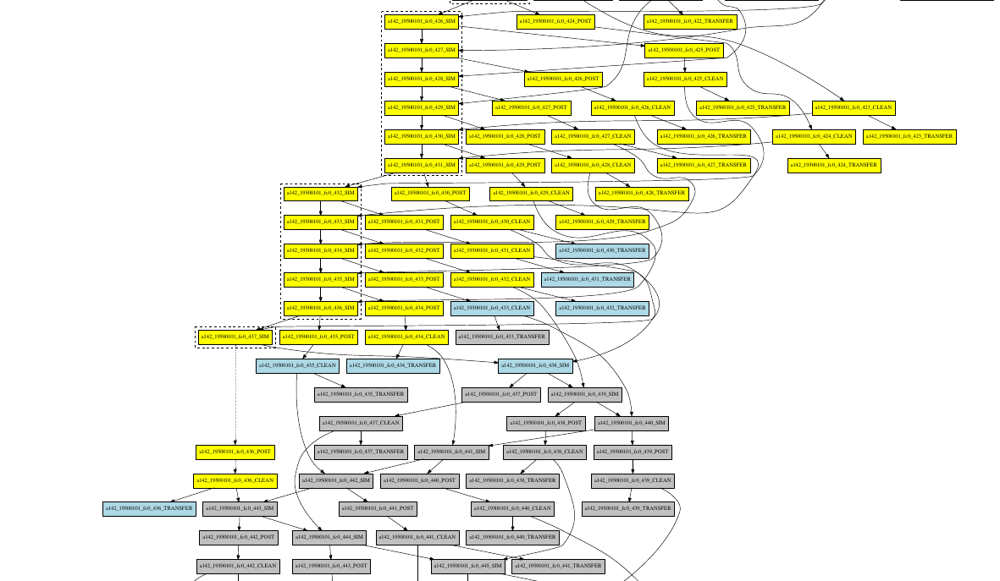 a142_19500101_fc0_426_SIM a142_19500101_fc0_424_POST a142_19500101_fc0_422_TRANSFER
a142_19500101_fc0_427_SIM a142_19500101_fc0_425_POST
a142_19500101_fc0_428_SIM a142_19500101_fc0_426_POST a142_19500101_fc0_425_CLEAN
a142_19500101_fc0_429_SIM a142_19500101_fc0_427_POST a142_19500101_fc0_426_CLEAN a142_19500101_fc0_425_TRANSFER a142_19500101_fc0_423_CLEAN
a142_19500101_fc0_430_SIM a142_19500101_fc0_428_POST a142_19500101_fc0_427_CLEAN a142_19500101_fc0_426_TRANSFER a142_19500101_fc0_424_CLEAN a142_19500101_fc0_423_TRANSFER
a142_19500101_fc0_431_SIM a142_19500101_fc0_429_POST a142_19500101_fc0_428_CLEAN a142_19500101_fc0_427_TRANSFER a142_19500101_fc0_424_TRANSFER
a142_19500101_fc0_432_SIM a142_19500101_fc0_430_POST a142_19500101_fc0_429_CLEAN a142_19500101_fc0_428_TRANSFER
a142_19500101_fc0_433_SIM a142_19500101_fc0_431_POST a142_19500101_fc0_430_CLEAN a142_19500101_fc0_429_TRANSFER
a142_19500101_fc0_434_SIM a142_19500101_fc0_432_POST a142_19500101_fc0_431_CLEAN a142_19500101_fc0_430_TRANSFER
a142_19500101_fc0_435_SIM a142_19500101_fc0_433_POST a142_19500101_fc0_432_CLEAN a142_19500101_fc0_431_TRANSFER
a142_19500101_fc0_436_SIM a142_19500101_fc0_434_POST a142_19500101_fc0_433_CLEAN a142_19500101_fc0_432_TRANSFER
a142_19500101_fc0_437_SIM a142_19500101_fc0_435_POST a142_19500101_fc0_434_CLEAN a142_19500101_fc0_433_TRANSFER
a142_19500101_fc0_435_CLEAN a142_19500101_fc0_434_TRANSFER a142_19500101_fc0_438_SIM
a142_19500101_fc0_435_TRANSFER a142_19500101_fc0_437_POST a142_19500101_fc0_439_SIM
a142_19500101_fc0_437_CLEAN a142_19500101_fc0_438_POST a142_19500101_fc0_440_SIM
a142_19500101_fc0_436_POST a142_19500101_fc0_437_TRANSFER a142_19500101_fc0_441_SIM a142_19500101_fc0_438_CLEAN a142_19500101_fc0_439_POST
a142_19500101_fc0_436_CLEAN a142_19500101_fc0_442_SIM a142_19500101_fc0_440_POST a142_19500101_fc0_438_TRANSFER a142_19500101_fc0_439_CLEAN
a142_19500101_fc0_436_TRANSFER a142_19500101_fc0_443_SIM a142_19500101_fc0_441_POST a142_19500101_fc0_440_CLEAN a142_19500101_fc0_439_TRANSFER
a142_19500101_fc0_442_POST a142_19500101_fc0_444_SIM a142_19500101_fc0_441_CLEAN a142_19500101_fc0_440_TRANSFER
a142_19500101_fc0_442_CLEAN a142_19500101_fc0_443_POST a142_19500101_fc0_445_SIM a142_19500101_fc0_441_TRANSFER